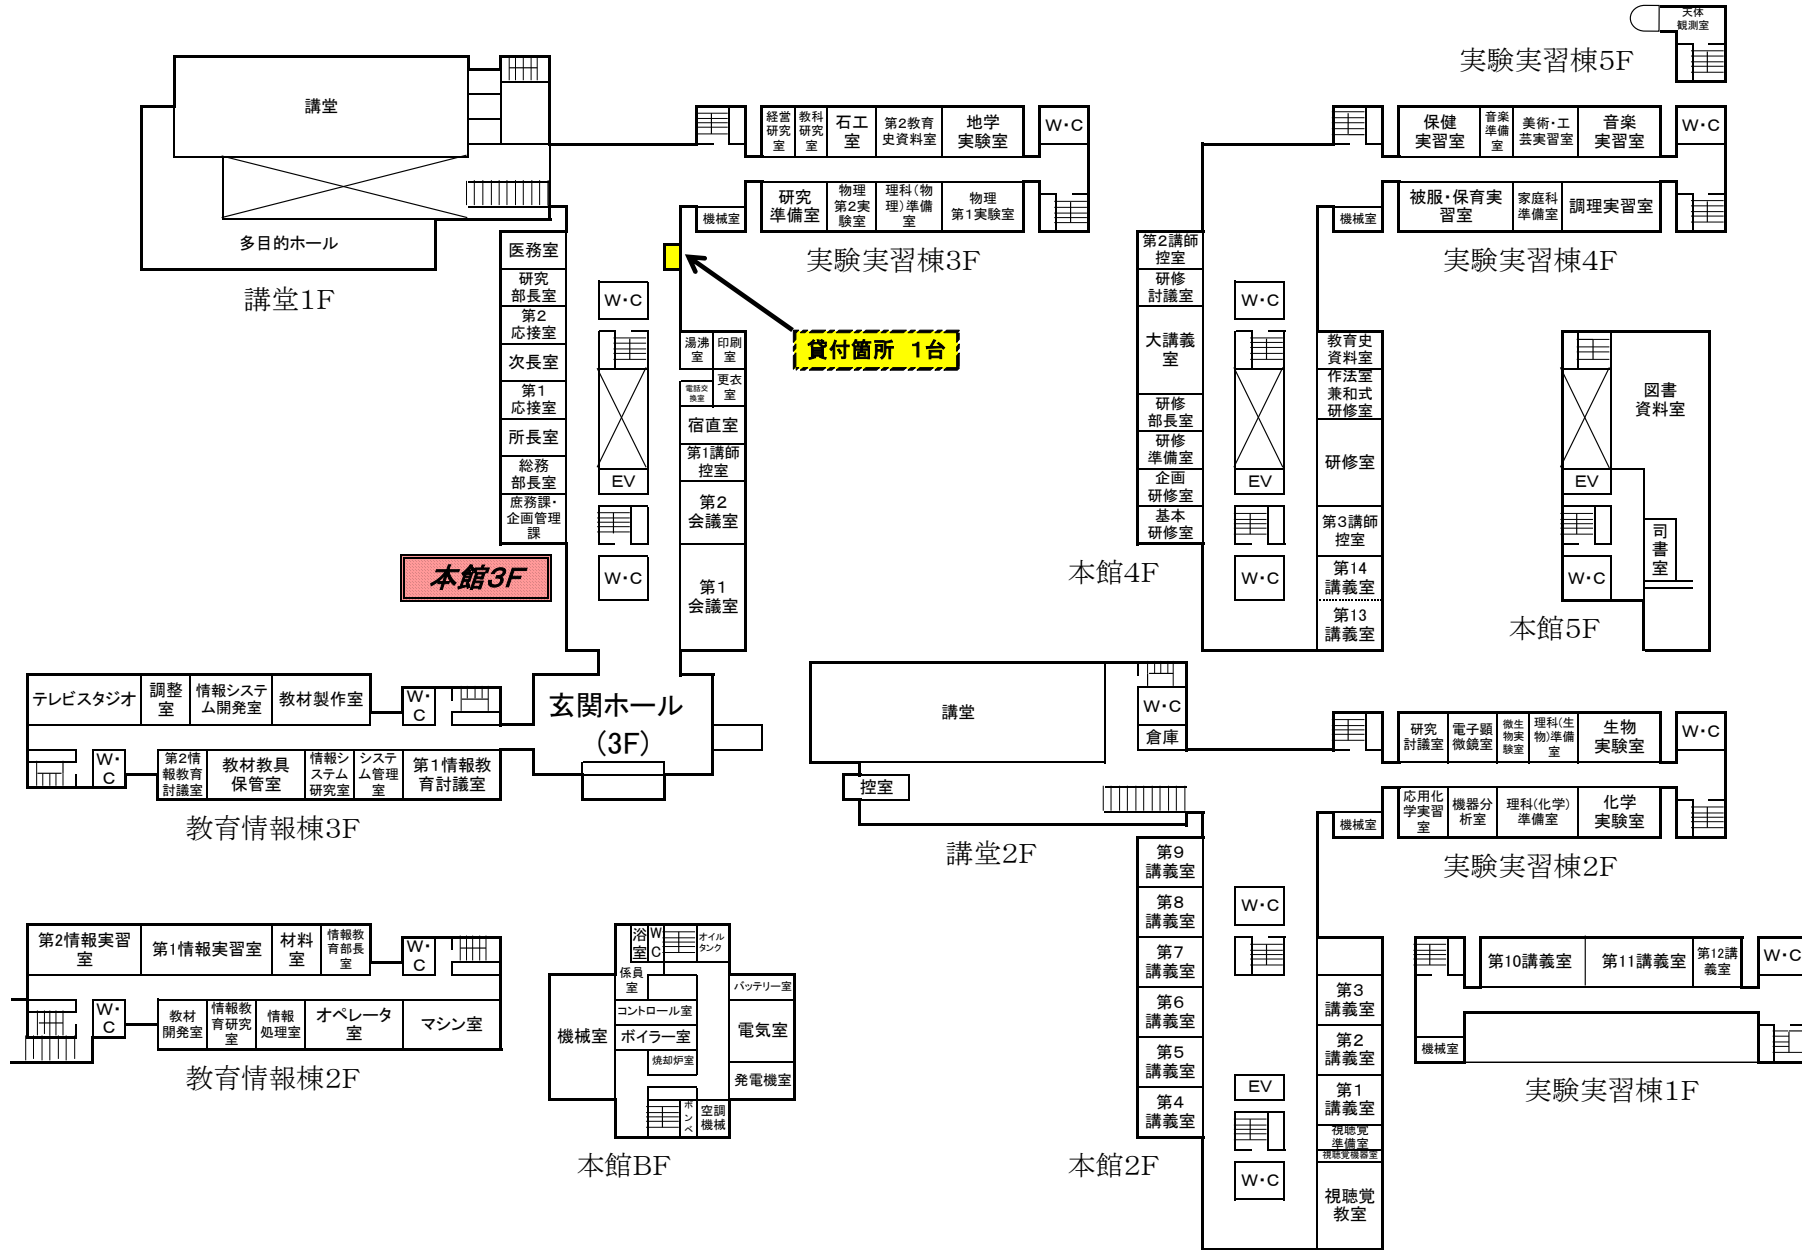 天体
観測室
実験実習棟5F
講堂
多目的ホール
講堂1F
経営
研究
室
教科
研究
室
石工
室
第2教育
史資料室
地学
実験室
W・C
機械室
研究
準備室
物理
第2実
験室
理科(物
理)準備
室
物理
第1実験室
実験実習棟3F
保健
実習室
音楽
準備
室
美術・工
芸実習室
音楽
実習室
W・C
機械室
被服・保育実
習室
家庭科
準備室
調理実習室
実験実習棟4F
医務室
研究
部長室
第2
応接室
次長室
第1
応接室
所長室
総務
部長室
庶務課・
企画管理
課
W・C
EV
W・C
湯沸
室
印刷
室
電話交
換室
更衣
室
宿直室
第1講師
控室
第2
会議室
第1
会議室
貸付箇所 1台
本館3F
第2講師
控室
研修
討議室
大講義
室
研修
部長室
研修
準備室
企画
研修室
基本
研修室
W・C
EV
W・C
教育史
資料室
作法室
兼和式
研修室
研修室
第3講師
控室
第14
講義室
第13
講義室
本館4F
図書
資料室
EV
司
書
室
W・C
本館5F
テレビスタジオ
調整
室
情報システ
ム開発室
教材製作室
W・
C
玄関ホール
(3F)
W・
C
第2情
報教育
討議室
教材教具
保管室
情報シ
ステム
研究室
システ
ム管理
室
第1情報教
育討議室
教育情報棟3F
講堂
W・C
倉庫
控室
講堂2F
研究
討議室
電子顕
微鏡室
微生
物実
験室
理科(生
物)準備
室
生物
実験室
W・C
機械室
応用化
学実習
室
機器分
析室
理科(化学)
準備室
化学
実験室
実験実習棟2F
第9
講義室
第8
講義室
第7
講義室
第6
講義室
第5
講義室
第4
講義室
W・C
EV
W・C
第3
講義室
第2
講義室
第1
講義室
視聴覚
準備室
視聴覚機器室
視聴覚
教室
本館2F
第10講義室
第11講義室
第12講
義室
W・C
機械室
実験実習棟1F
第2情報実習
室
第1情報実習室
材料
室
情報教
育部長
室
W・
C
W・
C
教材
開発室
情報教
育研究
室
情報
処理室
オペレータ
室
マシン室
教育情報棟2F
浴
室
W
C
オイル
タンク
係員
室
バッテリー室
コントロール室
機械室
ボイラー室
電気室
焼却炉室
発電機室
ボ
ン
ベ
空調
機械
本館BF